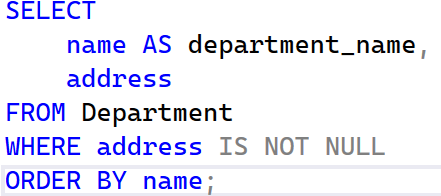 SELECT
    name AS department_name,
    address
FROM Department
WHERE address IS NOT NULL
ORDER BY name;